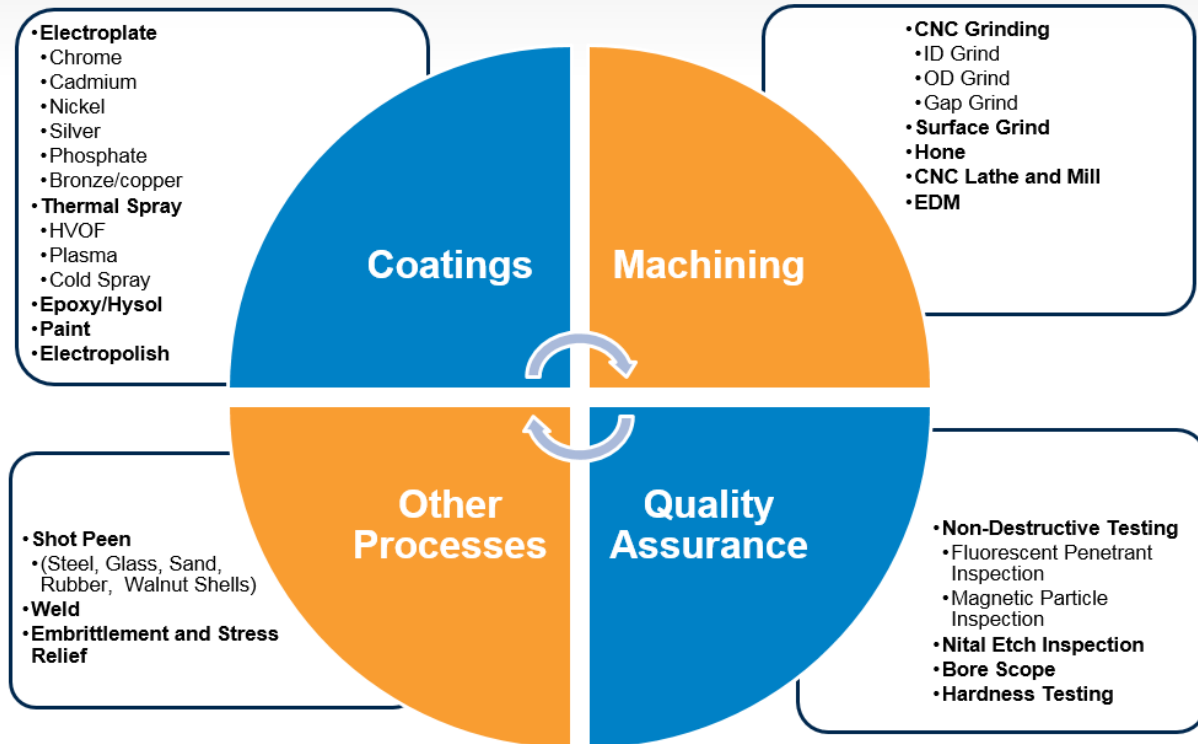 •Electroplate
•Chrome
•Cadmium
•Nickel
•Silver
•Phosphate
•Bronze/copper
•Thermal Spray
•HVOF
•Plasma
•Cold Spray
•Epoxy/Hysol
•Paint
•Electropolish
Coatings
Machining
•CNC Grinding
•ID Grind
•OD Grind
•Gap Grind
•Surface Grind
•Hone
•CNC Lathe and Mill
•EDM
•Shot Peen
•(Steel, Glass, Sand,
Rubber, Walnut Shells)
•Weld
•Embrittlement and Stress
Relief
Other
Processes
Quality
Assurance
•Non-Destructive Testing
•Fluorescent Penetrant
Inspection
•Magnetic Particle
Inspection
•Nital Etch Inspection
•Bore Scope
•Hardness Testing